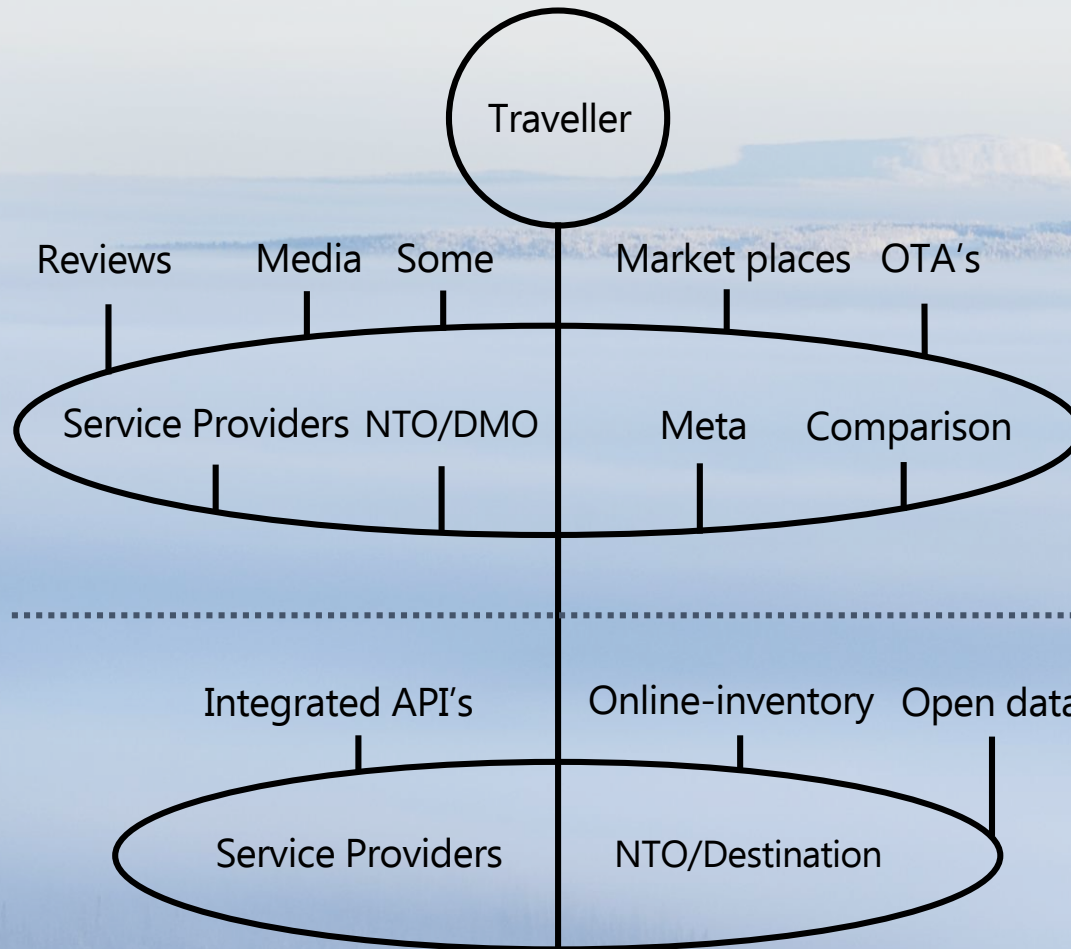 Traveller
Reviews Media Some Market places OTA's
Service Providers NTO/DMO Meta Comparison
Integrated API's Online-inventory Open data
Service Providers NTO/Destination